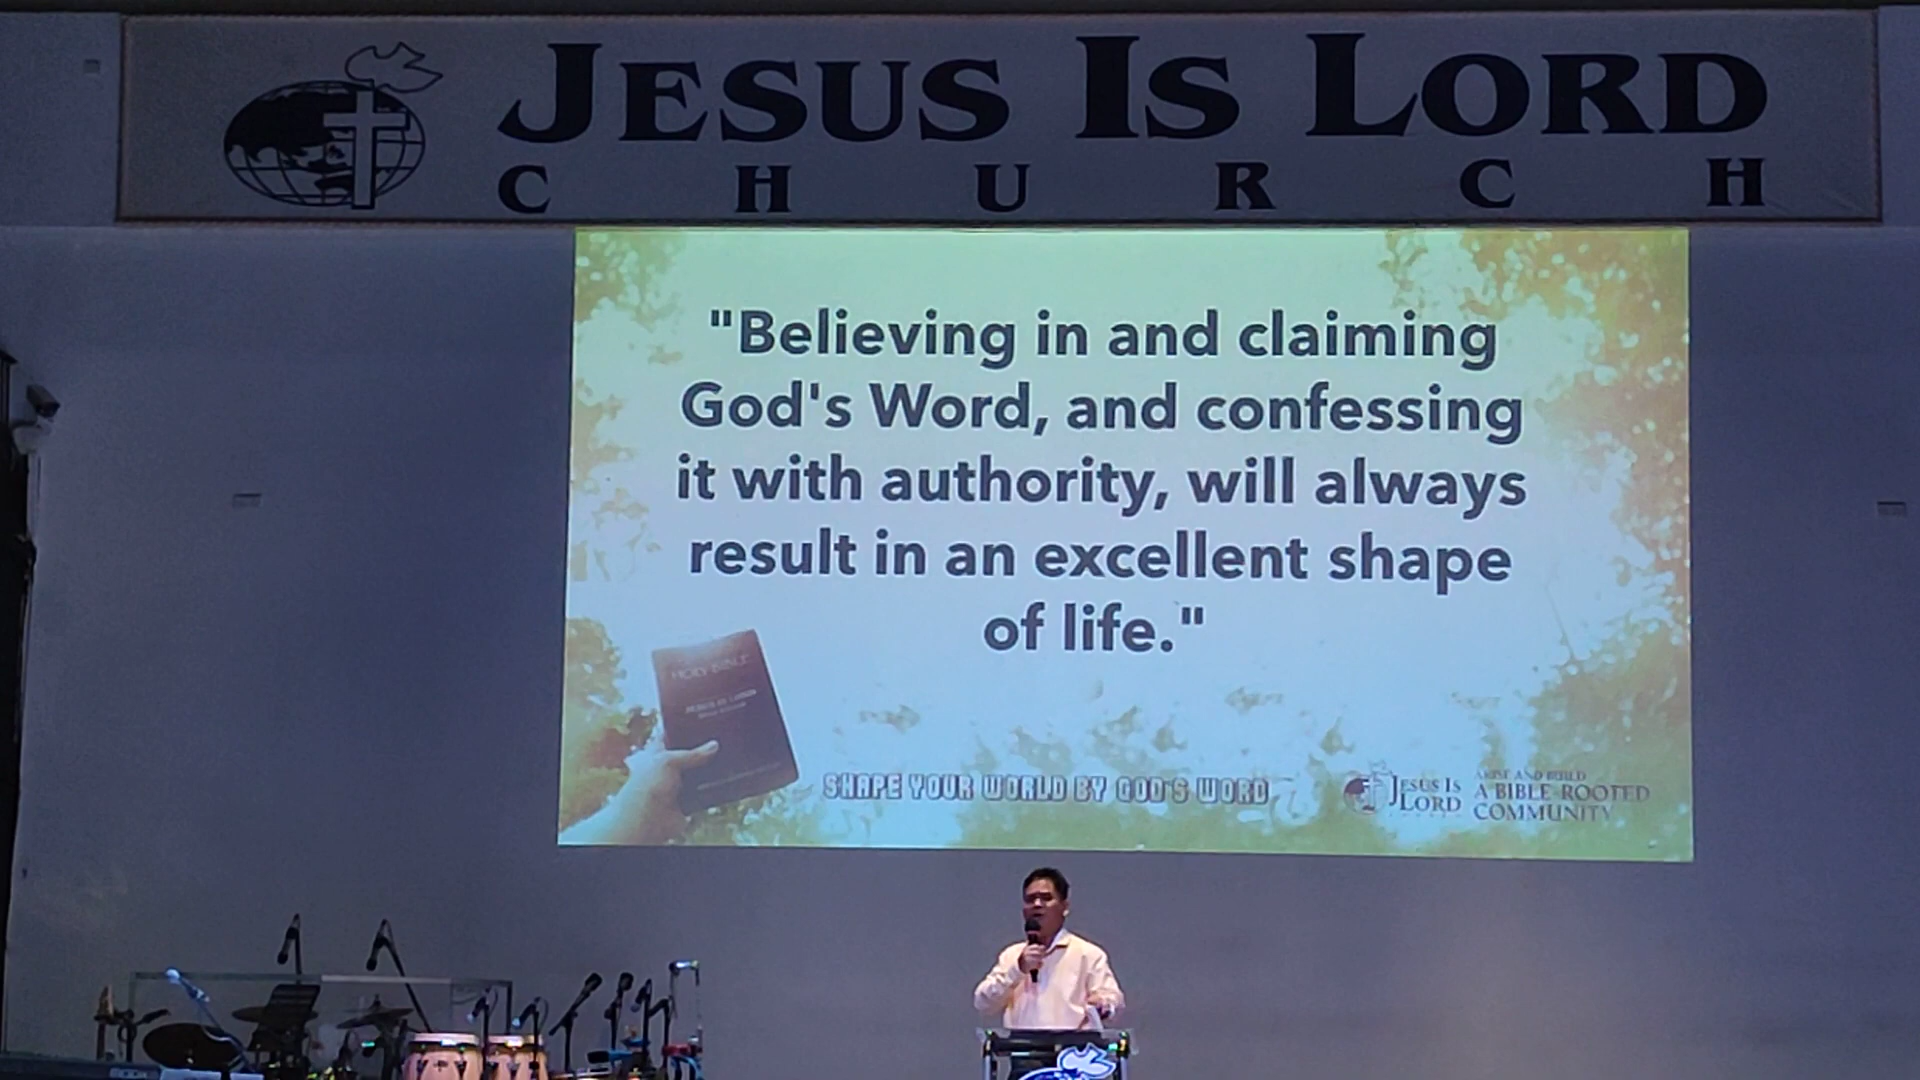 JESUS IS LORD
CHURCH
"Believing in and claiming
God's Word, and confessing
it with authority, will always
result in an excellent shape
of life."
HOLY BIBLE
SHAPE YOUR WORLD BY GOD'S WORD
JESUS IS
LORD
ARISE AND BUILD
A BIBLE-ROOTED
COMMUNITY